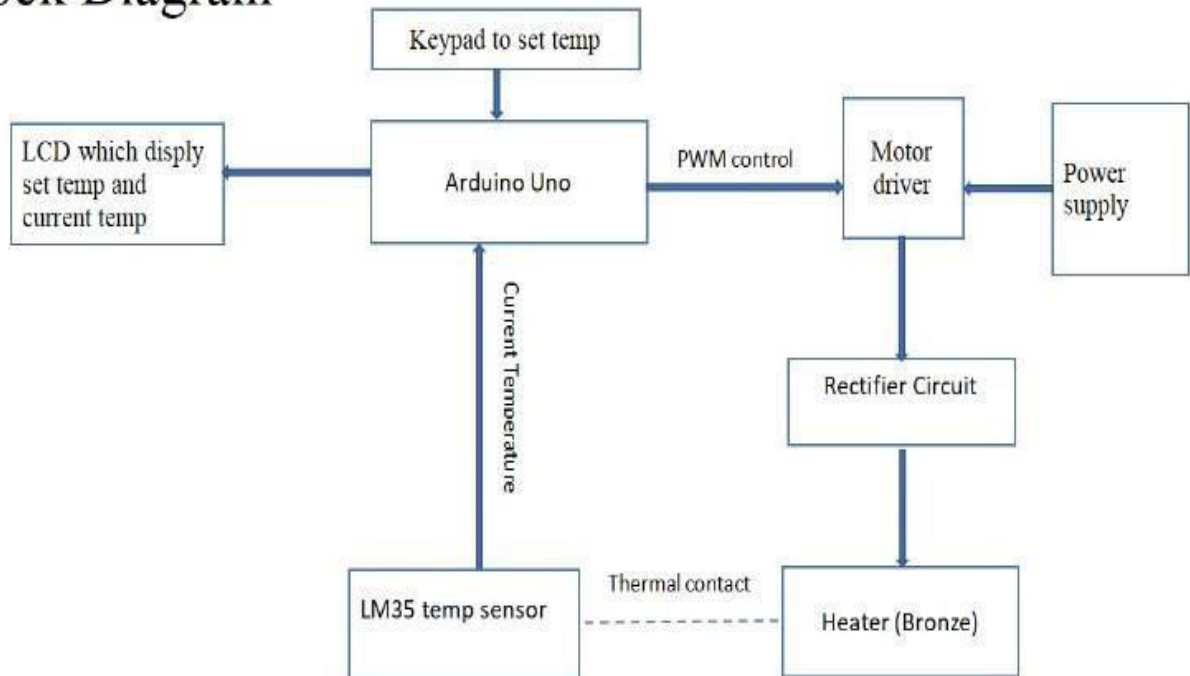 Diagram
Keypad to set temp
LCD which disply
set temp and
current temp
Arduino Uno
PWM control
Motor
driver
Power
supply
Current Temperature
Rectifier Circuit
LM35 temp sensor
Thermal contact
Heater (Bronze)